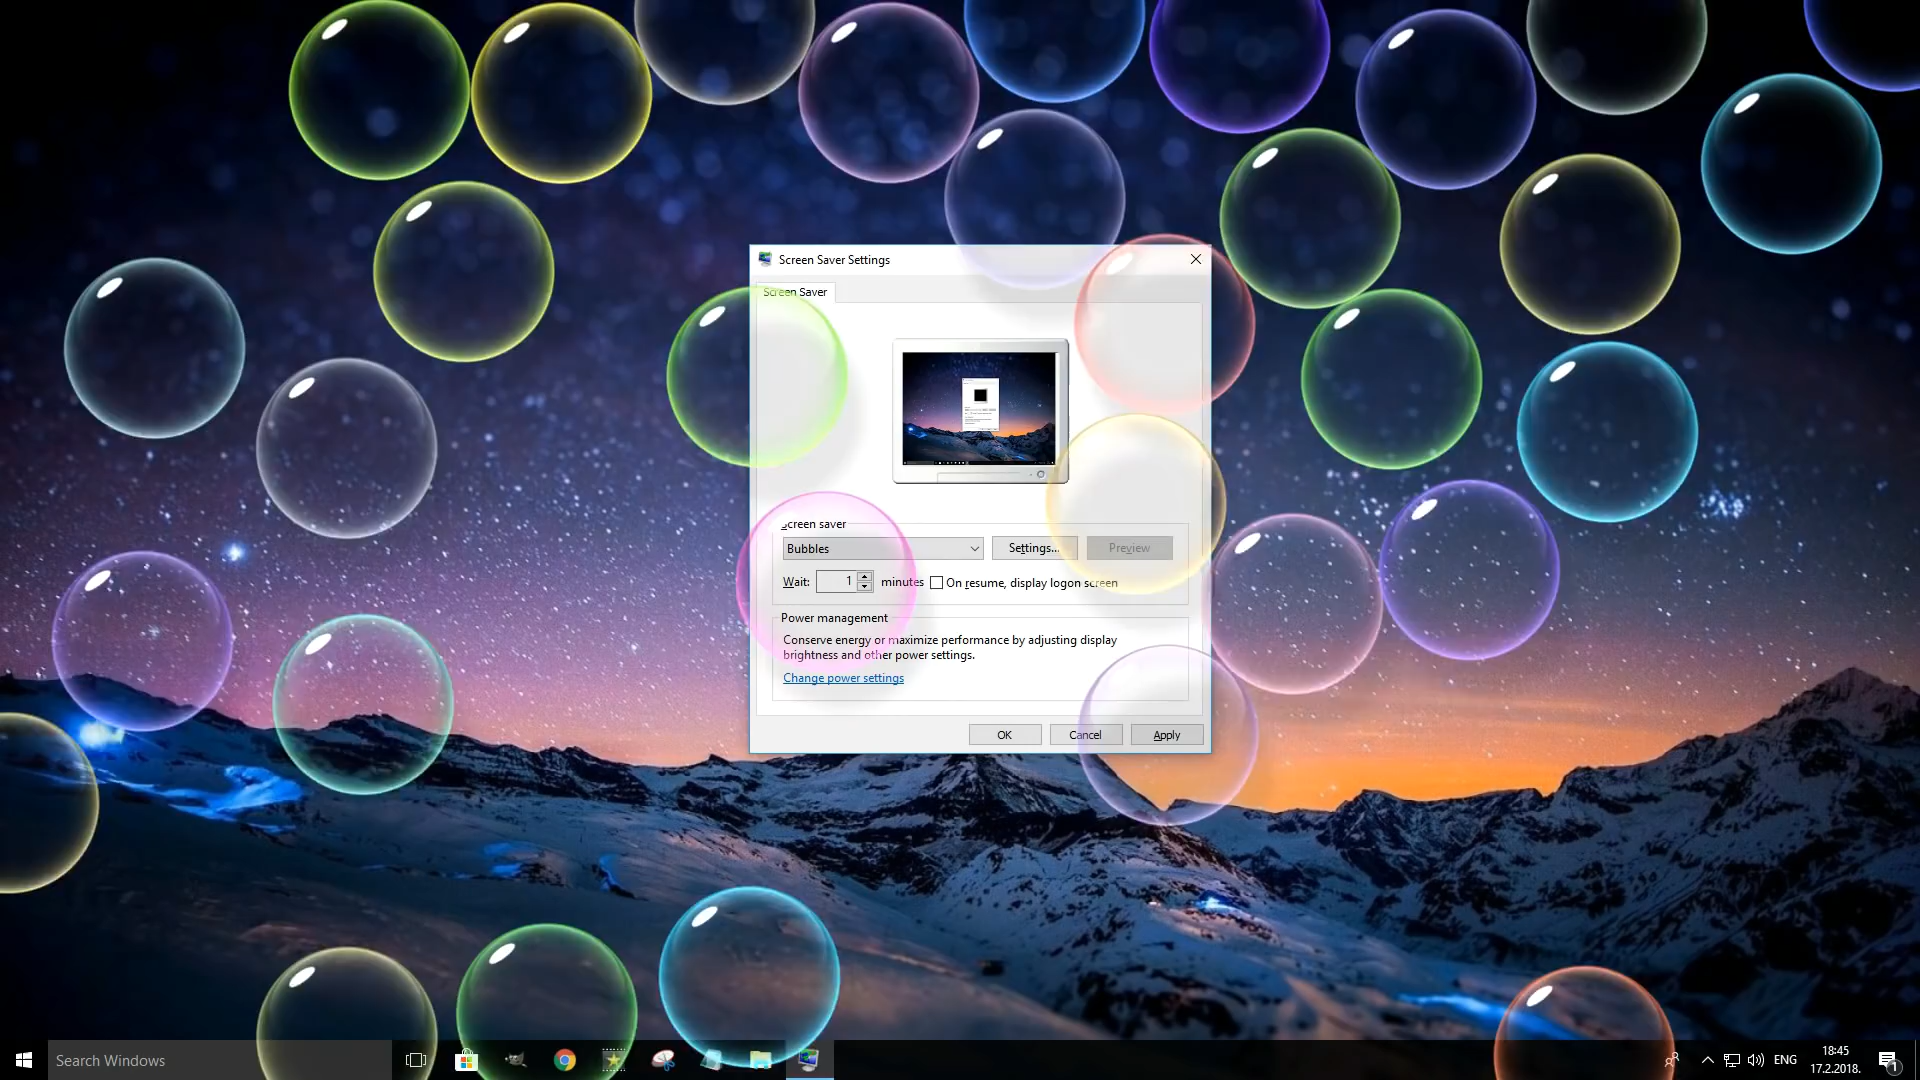 Screen Saver Settings
Screen Saver
Screen saver
Bubbles
Settings...
Preview
Wait:
1
minutes
On resume, display logon screen
Power management
Conserve energy or maximize performance by adjusting display
brightness and other power settings.
Change power settings
OK
Cancel
Apply
Search Windows
ENG
18:45
17.2.2018.
1